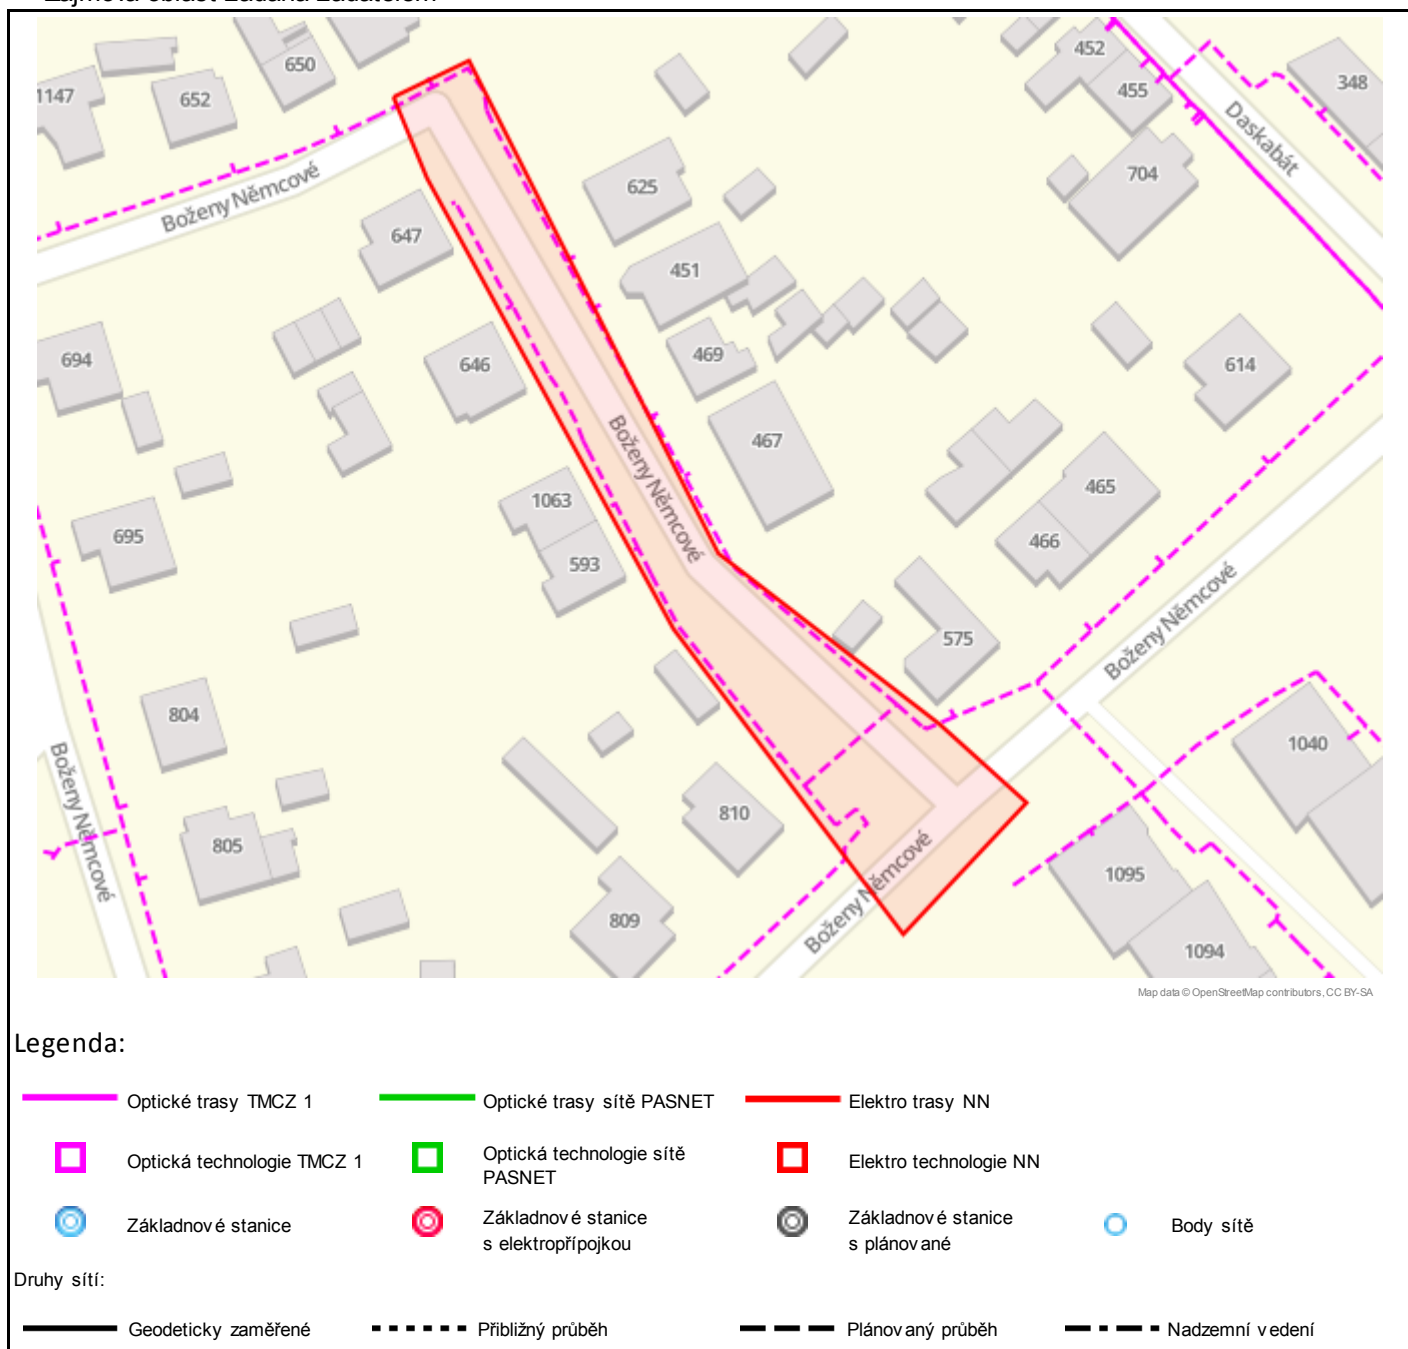 Zájmová oblast zadaná žadatelem
650
452
1147
652
455
348
Daskabát
625
704
Boženy Němcové
647
451
694
646
469
614
Boženy Němcové
467
465
1063
695
466
593
575
Boženy Němcové
804
1040
Boženy Němcové
810
805
Boženy Němcové
1095
809
1094
Map data © OpenStreetMap contributors, CC BY-SA
Legenda:
Optické trasy TMCZ 1
Optické trasy sítě PASNET
Elektro trasy NN
Optická technologie TMCZ 1
Optická technologie sítě
PASNET
Elektro technologie NN
Základnové stanice
Základnové stanice
s elektropřípojkou
Základnové stanice
s plánované
Body sítě
Druhy sítí:
Geodeticky zaměřené
Přibližný průběh
Plánovaný průběh
Nadzemní vedení